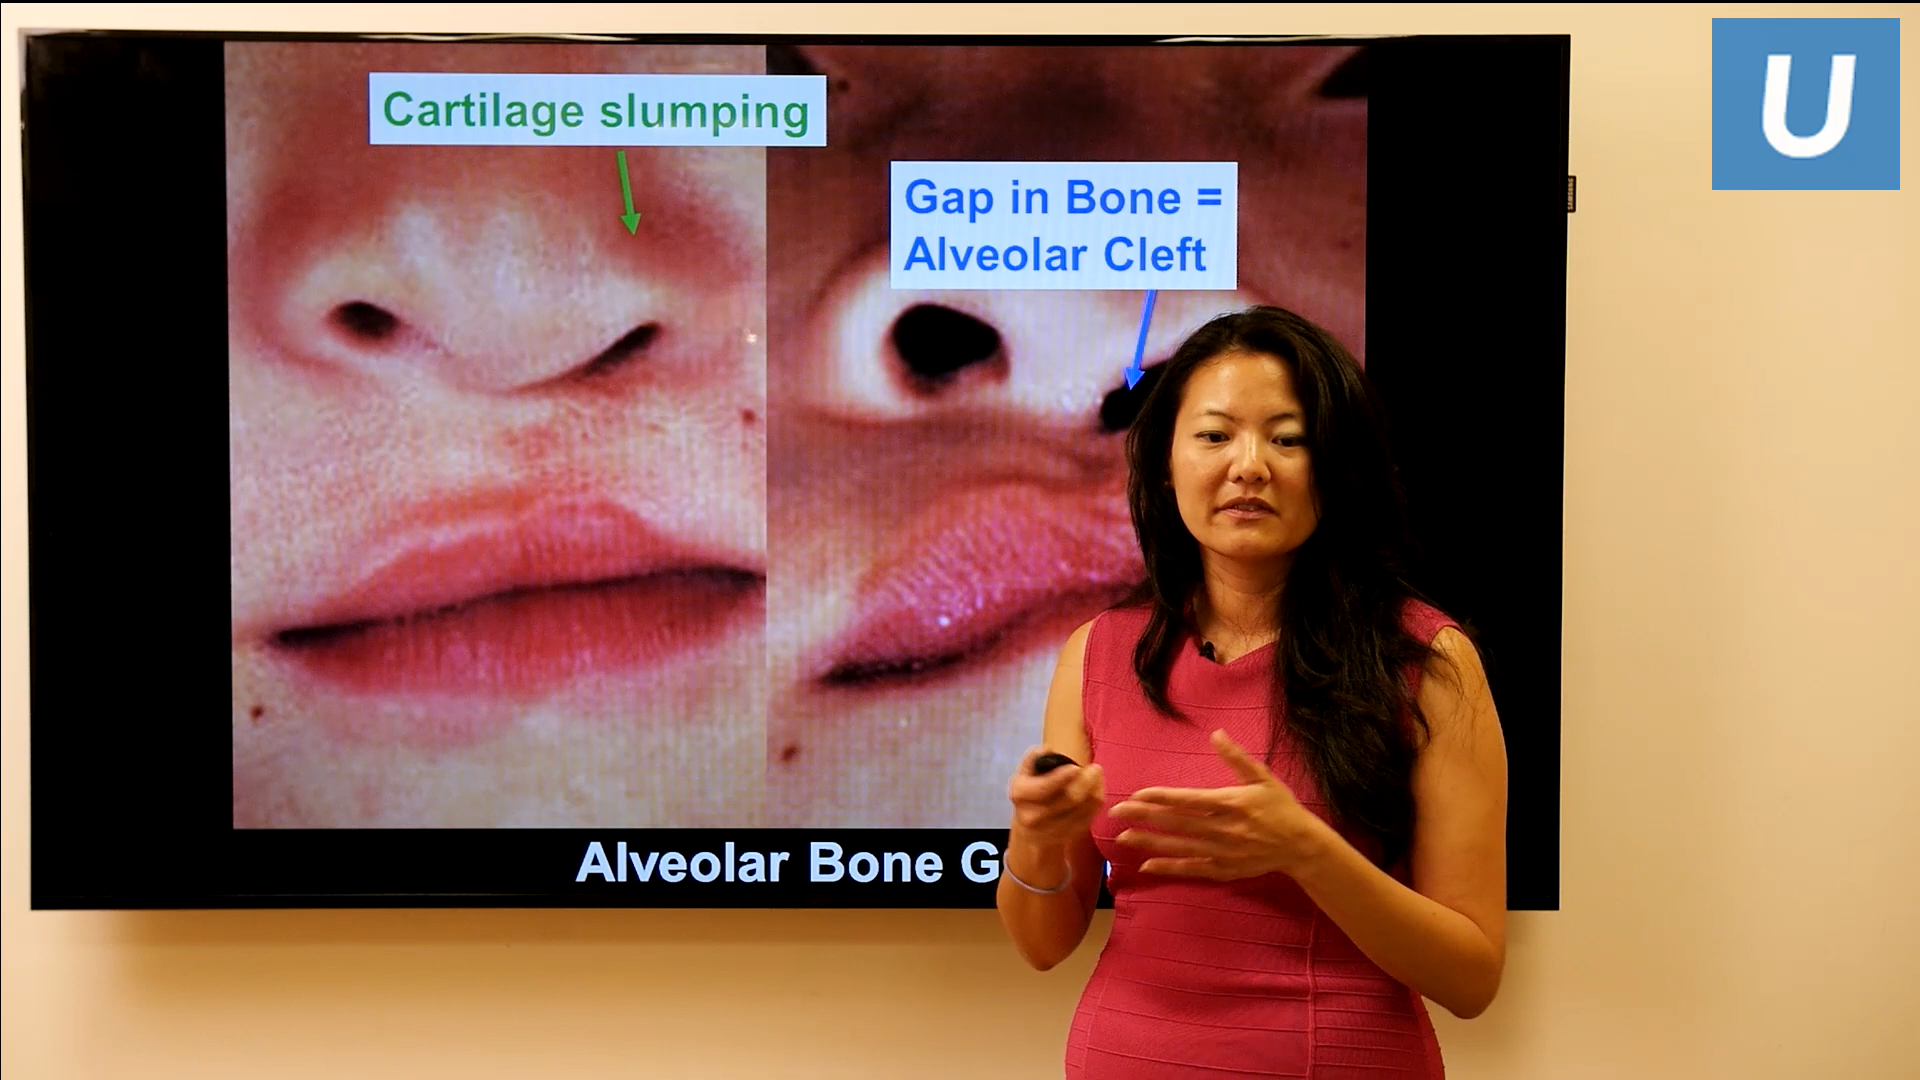 Cartilage slumping
Gap in Bone =
Alveolar Cleft
Alveolar Bone G
U